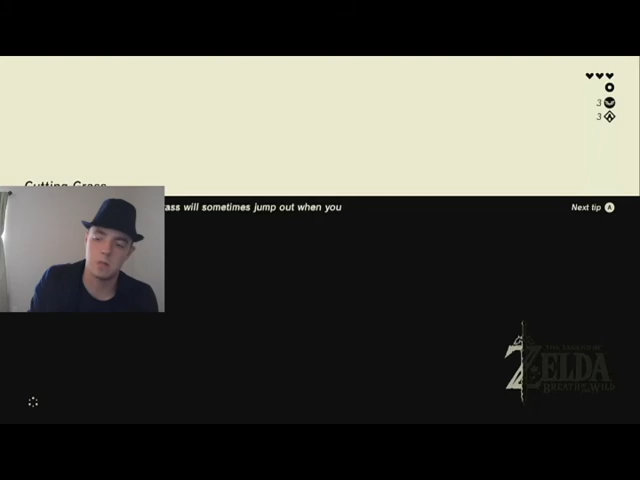 3
3
Cutting Grass
ass will sometimes jump out when you
Next tip A
THE LEGEND OF
ZELDA
BREATH OF THE WILD